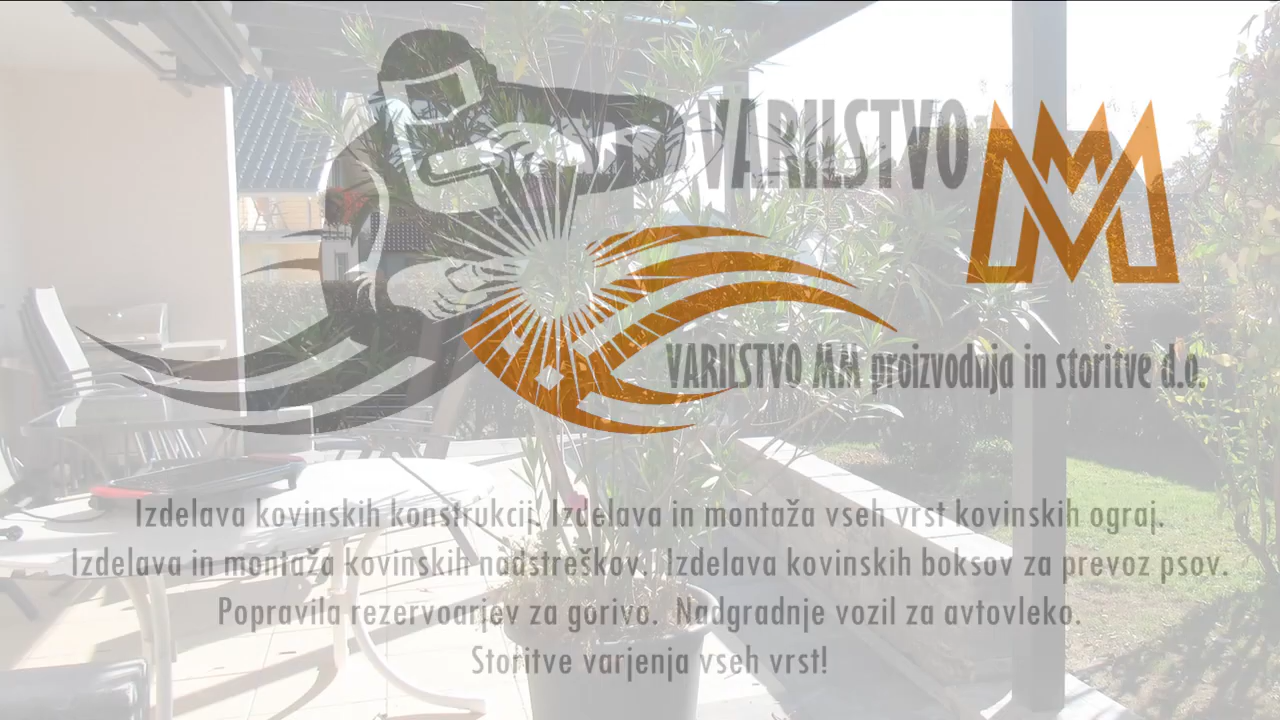 VARILSTVO MM
VARILSTVO MM proizvodnja in storitve d.o.
Izdelava kovinskih konstrukcij. Izdelava in montaža vseh vrst kovinskih ograj.
Izdelava in montaža kovinskih nadstreškov. Izdelava kovinskih boksov za prevoz psov.
Popravila rezervoarjev za gorivo. Nadgradnje vozil za avtovleko.
Storitve varjenja vseh vrst!